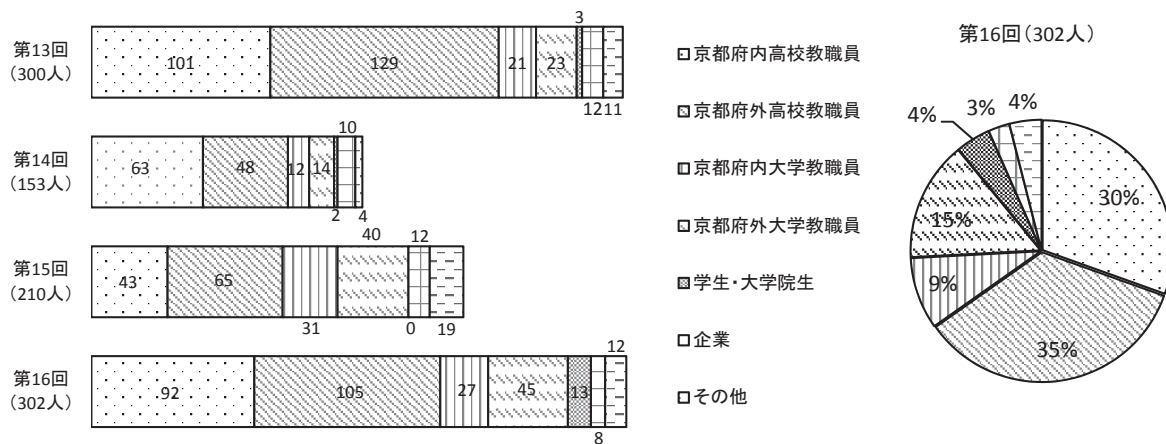 第13回
(300人)
101
129
21
23
3
12
11
第14回
(153人)
63
48
12
14
2
10
4
第15回
(210人)
43
65
31
40
0
12
19
第16回
(302人)
92
105
27
45
13
8
12
京都府内高校教職員
京都府外高校教職員
京都府内大学教職員
京都府外大学教職員
学生・大学院生
企業
その他
第16回(302人)
30%
35%
9%
15%
4%
3%
4%